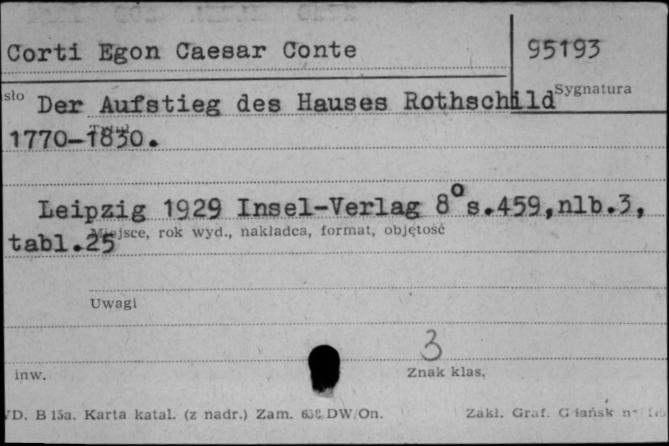 Corti Egon Caesar Conte
95193
sło
Sygnatura
Der Aufstieg des Hauses Rothschild
Tytuł
1770-1830.
Leipzig 1929 Insel-Verlag 8° s.459,nlb.3,
tabl.25
Miejsce, rok wyd., nakładca, format, objętość
Uwagi
3
inw.
Znak klas.
D. B 15a. Karta katal. (z nadr.) Zam. DW/On.
Zakł. Graf. Gdańsk